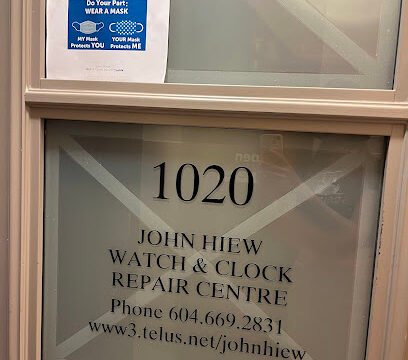 Do Your Part:
WEAR A MASK
MY Mask
Protects YOU
YOUR Mask
Protects ME
1020
JOHN HIEW
WATCH & CLOCK
REPAIR CENTRE
Phone 604.669.2831
www3.telus.net/johnhiew